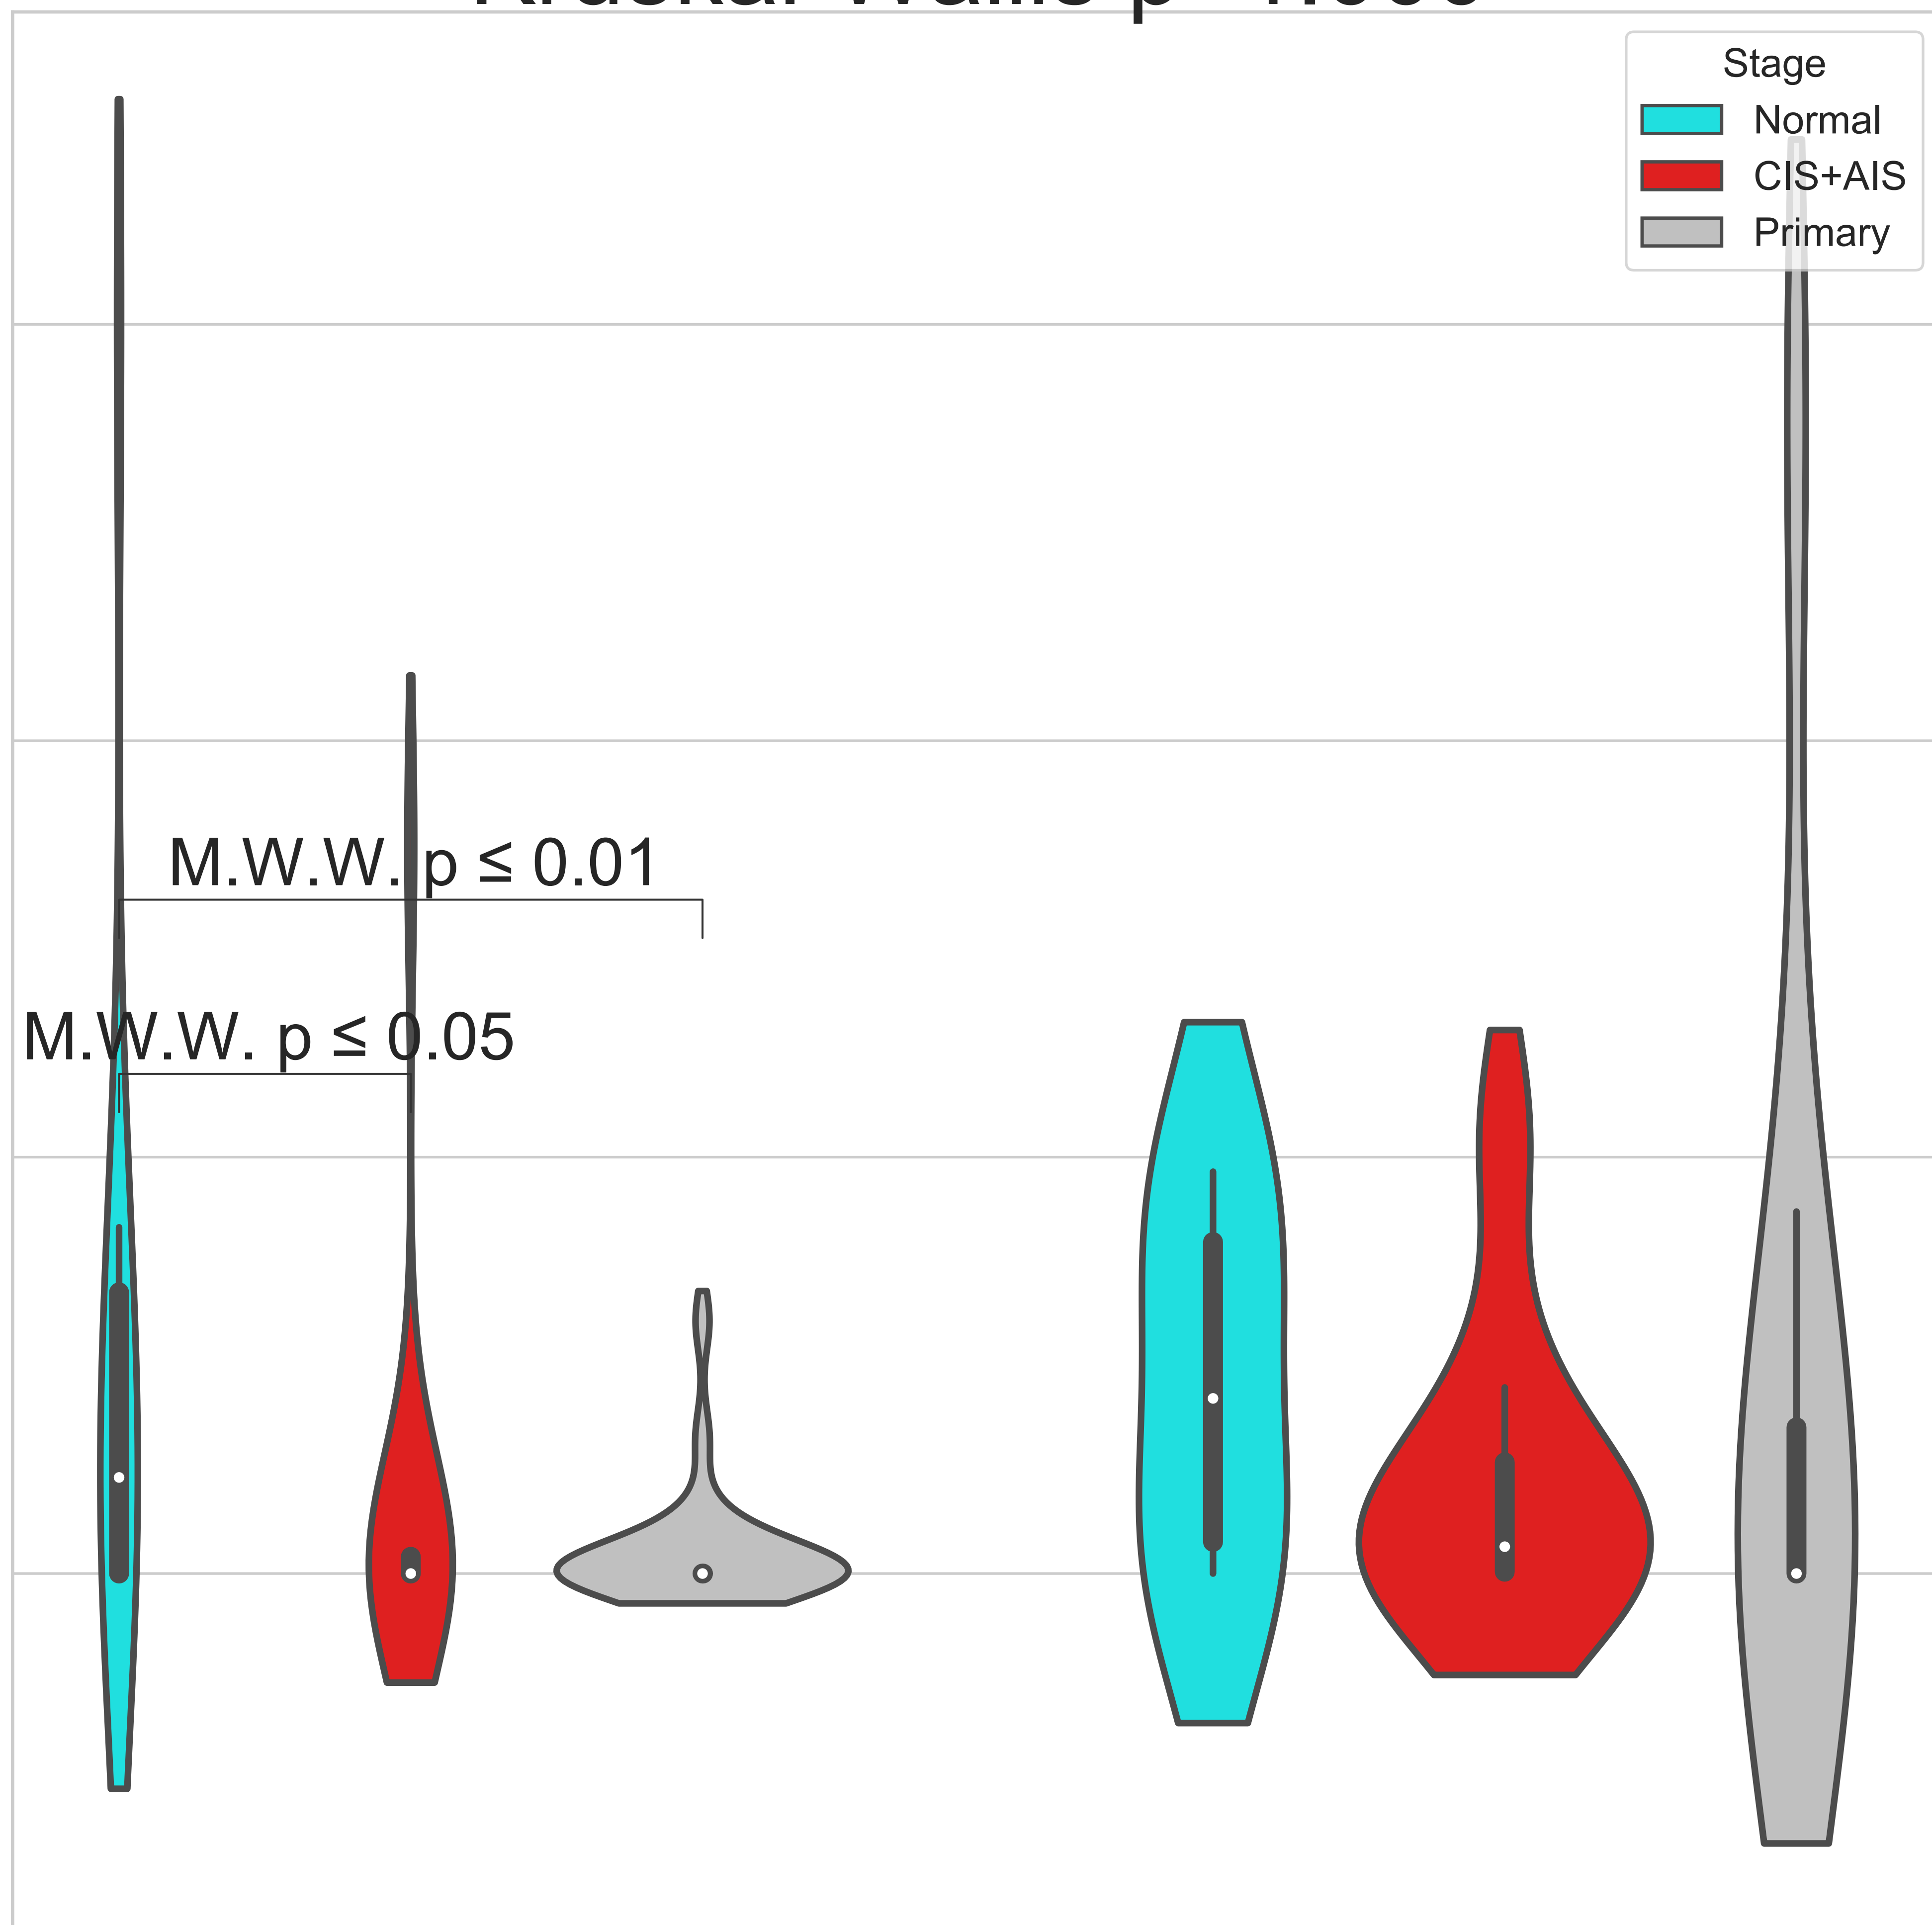 Stage
Normal
CIS+AIS
Primary
M.W.W. p ≤ 0.01
M.W.W. p ≤ 0.05